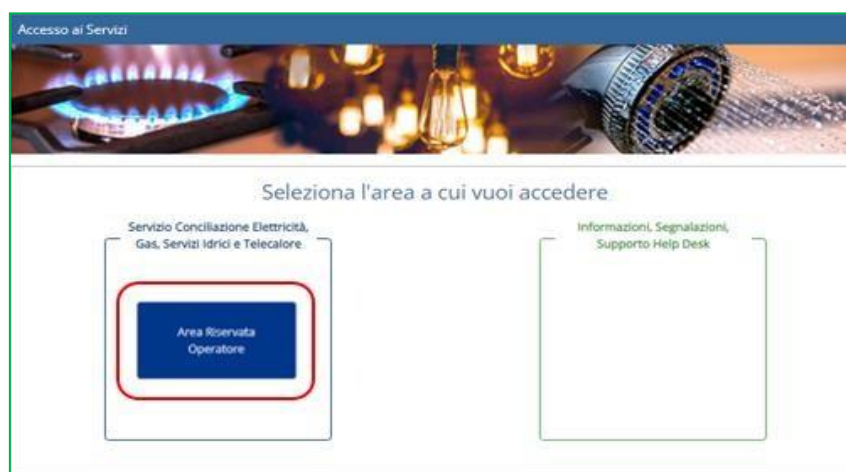 Accesso ai Servizi
Seleziona l'area a cui vuoi accedere
Servizio Conciliazione Elettricità,
Gas, Servizi Idrici e Telecalore
Area Riservata
Operatore
Informazioni, Segnalazioni,
Supporto Help Desk